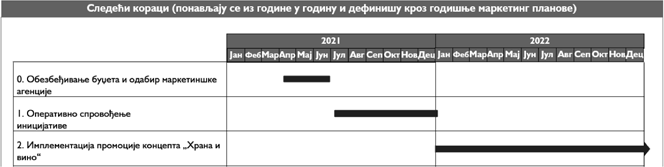 Следећи кораци (понављају се из године у годину и дефинишу кроз годишње маркетинг планове)
2021 2022
Јан Феб Мар Апр Мај Јун Јул Авг Сеп Окт Нов Дец Јан Феб Мар Апр Мај Јун Јул Авг Сеп Окт Нов Дец
0. Обезбеђивање буџета и одабир маркетиншке
агенције
1. Оперативно спровођење
иницијативе
2. Имплементација промоције концепта „Храна и
вино“